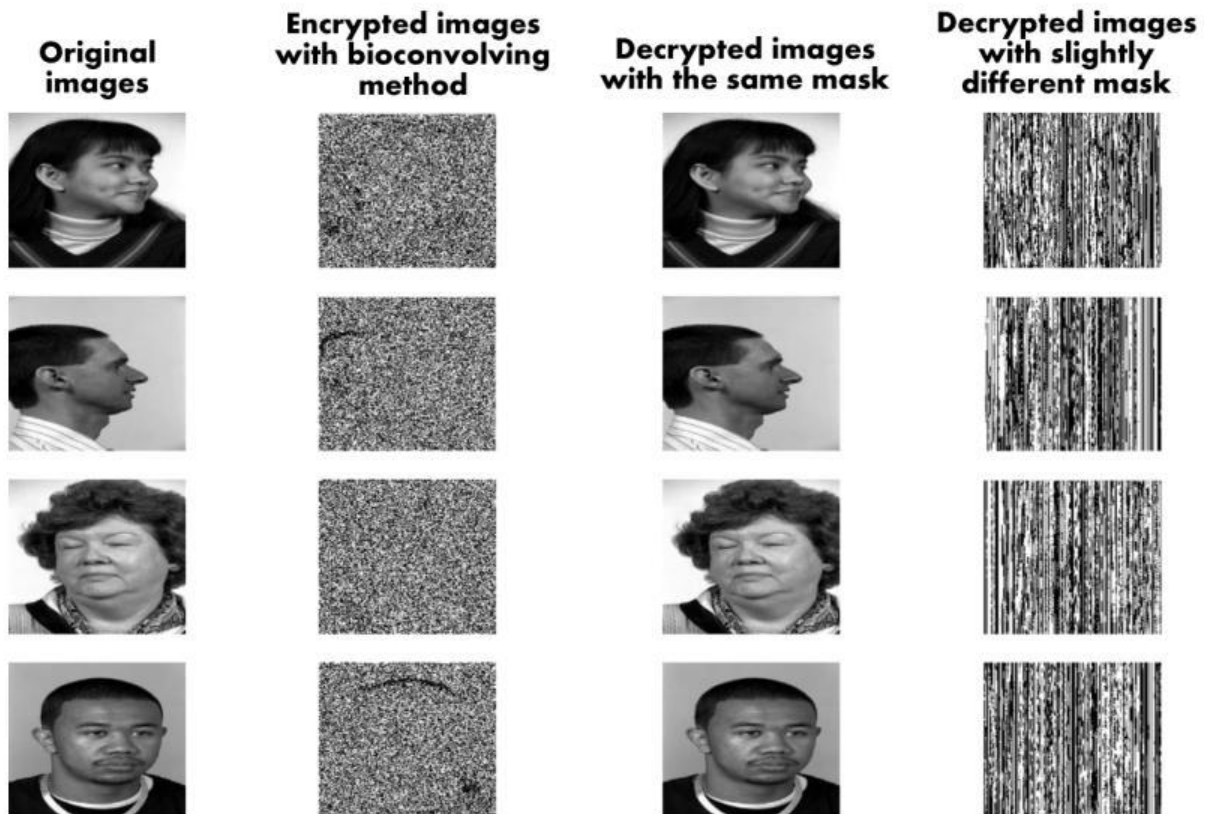 Original
images
Encrypted images
with bioconvolving
method
Decrypted images
with the same mask
Decrypted images
with slightly
different mask